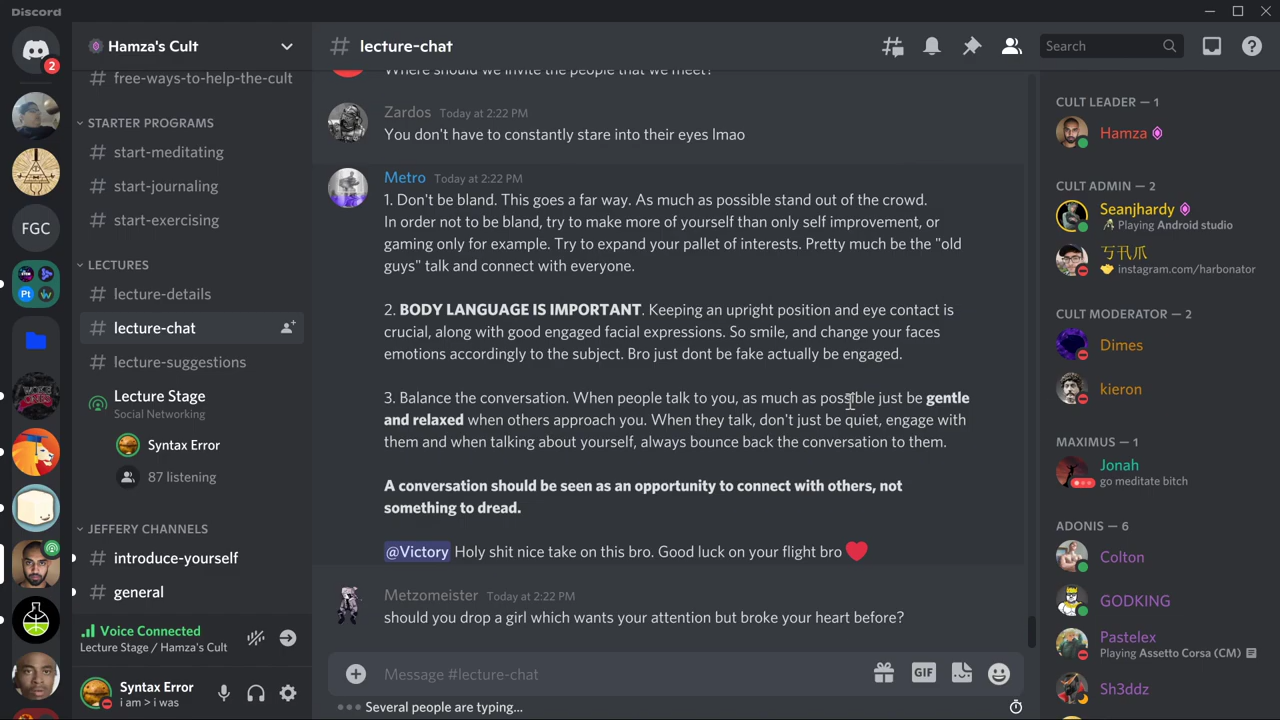 Discord
2
FGC
Pt
W
Hamza's Cult
# free-ways-to-help-the-cult
STARTER PROGRAMS
# start-meditating
# start-journaling
# start-exercising
LECTURES
# lecture-details
# lecture-chat
# lecture-suggestions
Lecture Stage
Social Networking
Syntax Error
87 listening
JEFFERY CHANNELS
# introduce-yourself
# general
Voice Connected
Lecture Stage / Hamza's Cult
Syntax Error
i am > i was
# lecture-chat
Search
Where should we invite the people that we meet?
Zardos Today at 2:22 PM
You don't have to constantly stare into their eyes lmao
Metro Today at 2:22 PM
1. Don't be bland. This goes a far way. As much as possible stand out of the crowd.
In order not to be bland, try to make more of yourself than only self improvement, or
gaming only for example. Try to expand your pallet of interests. Pretty much be the "old
guys" talk and connect with everyone.
2. BODY LANGUAGE IS IMPORTANT. Keeping an upright position and eye contact is
crucial, along with good engaged facial expressions. So smile, and change your faces
emotions accordingly to the subject. Bro just dont be fake actually be engaged.
3. Balance the conversation. When people talk to you, as much as possible just be gentle
and relaxed when others approach you. When they talk, don't just be quiet, engage with
them and when talking about yourself, always bounce back the conversation to them.
A conversation should be seen as an opportunity to connect with others, not
something to dread.
@Victory Holy shit nice take on this bro. Good luck on your flight bro
Metzomeister Today at 2:22 PM
should you drop a girl which wants your attention but broke your heart before?
Message #lecture-chat
GIF
Several people are typing...
CULT LEADER — 1
Hamza
CULT ADMIN — 2
Seanjhardy
Playing Android studio
instagram.com/harbonator
CULT MODERATOR — 2
Dimes
kieron
MAXIMUS — 1
Jonah
go meditate bitch
ADONIS — 6
Colton
GODKING
Pastelex
Playing Assetto Corsa (CM)
Sh3ddz